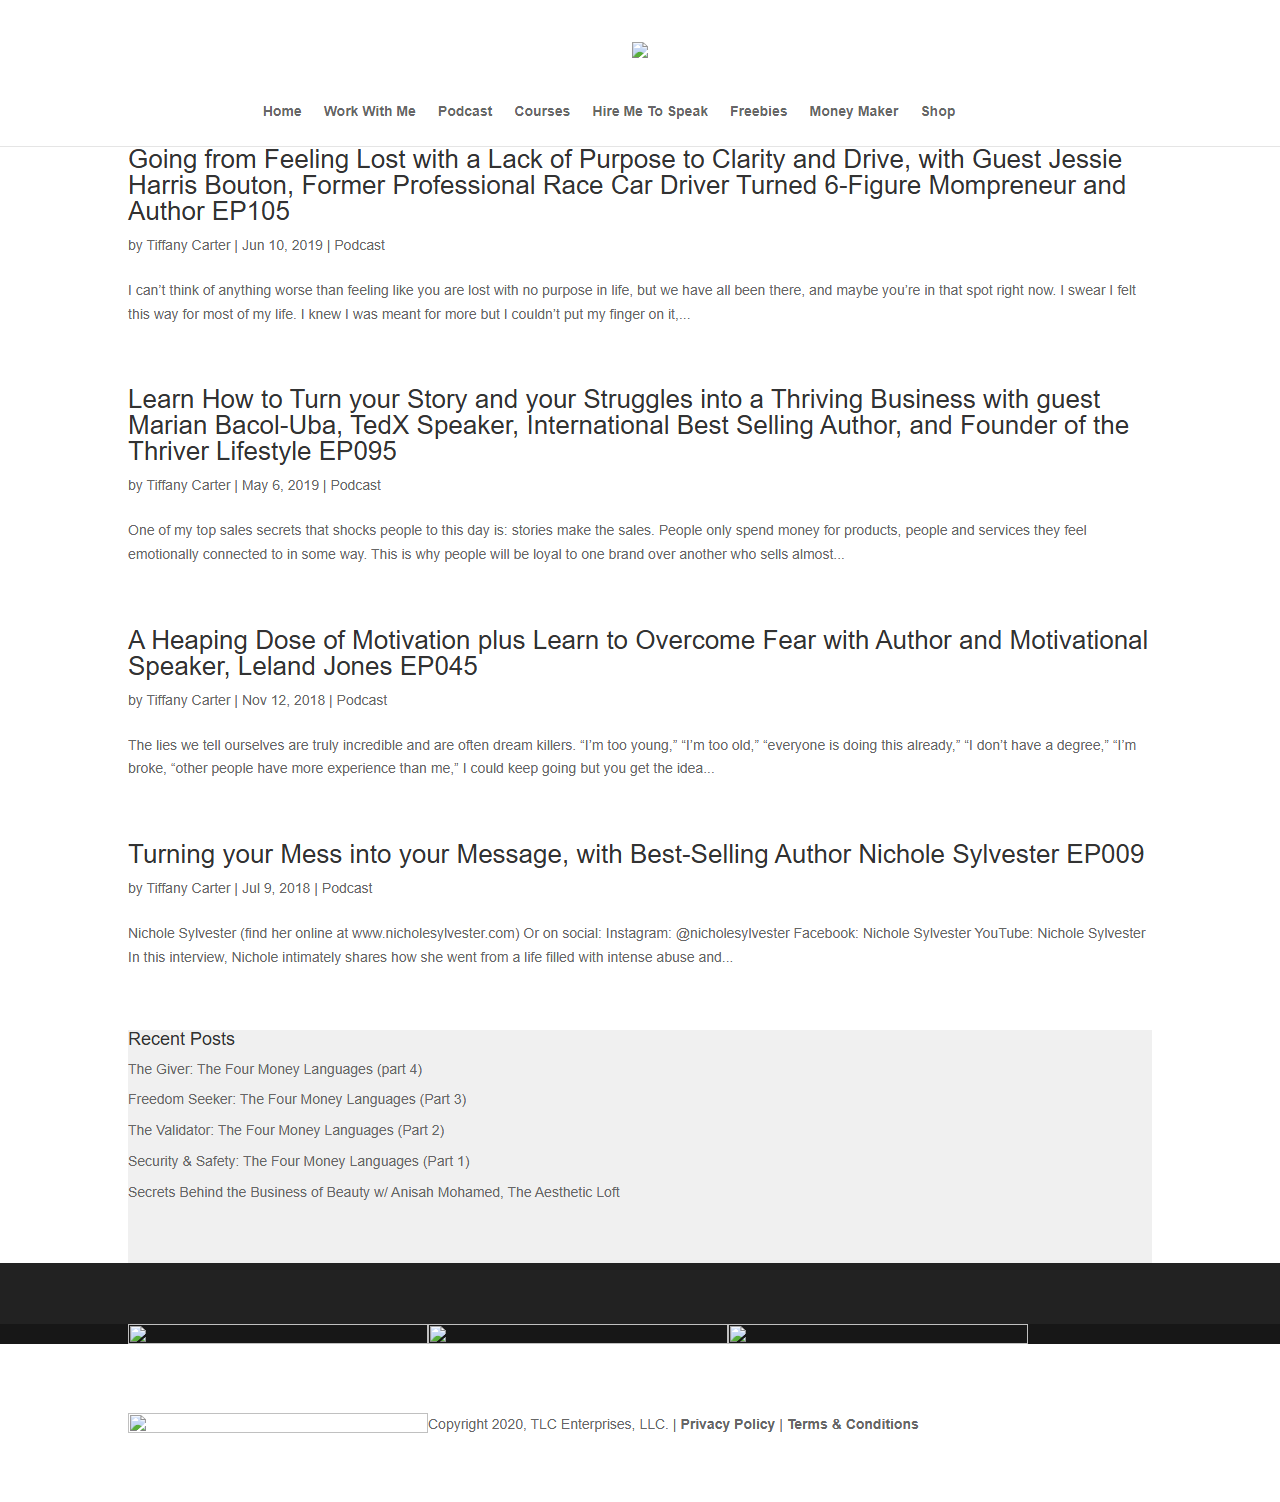 Home Work With Me Podcast Courses Hire Me To Speak Freebies Money Maker Shop
Going from Feeling Lost with a Lack of Purpose to Clarity and Drive, with Guest Jessie
Harris Bouton, Former Professional Race Car Driver Turned 6-Figure Mompreneur and
Author EP105
by Tiffany Carter | Jun 10, 2019 | Podcast
I can’t think of anything worse than feeling like you are lost with no purpose in life, but we have all been there, and maybe you’re in that spot right now. I swear I felt
this way for most of my life. I knew I was meant for more but I couldn’t put my finger on it,...
Learn How to Turn your Story and your Struggles into a Thriving Business with guest
Marian Bacol-Uba, TedX Speaker, International Best Selling Author, and Founder of the
Thriver Lifestyle EP095
by Tiffany Carter | May 6, 2019 | Podcast
One of my top sales secrets that shocks people to this day is: stories make the sales. People only spend money for products, people and services they feel
emotionally connected to in some way. This is why people will be loyal to one brand over another who sells almost...
A Heaping Dose of Motivation plus Learn to Overcome Fear with Author and Motivational
Speaker, Leland Jones EP045
by Tiffany Carter | Nov 12, 2018 | Podcast
The lies we tell ourselves are truly incredible and are often dream killers. “I’m too young,” “I’m too old,” “everyone is doing this already,” “I don’t have a degree,” “I’m
broke, “other people have more experience than me,” I could keep going but you get the idea...
Turning your Mess into your Message, with Best-Selling Author Nichole Sylvester EP009
by Tiffany Carter | Jul 9, 2018 | Podcast
Nichole Sylvester (find her online at www.nicholesylvester.com) Or on social: Instagram: @nicholesylvester Facebook: Nichole Sylvester YouTube: Nichole Sylvester
In this interview, Nichole intimately shares how she went from a life filled with intense abuse and...
Recent Posts
The Giver: The Four Money Languages (part 4)
Freedom Seeker: The Four Money Languages (Part 3)
The Validator: The Four Money Languages (Part 2)
Security & Safety: The Four Money Languages (Part 1)
Secrets Behind the Business of Beauty w/ Anisah Mohamed, The Aesthetic Loft
Copyright 2020, TLC Enterprises, LLC. | Privacy Policy | Terms & Conditions